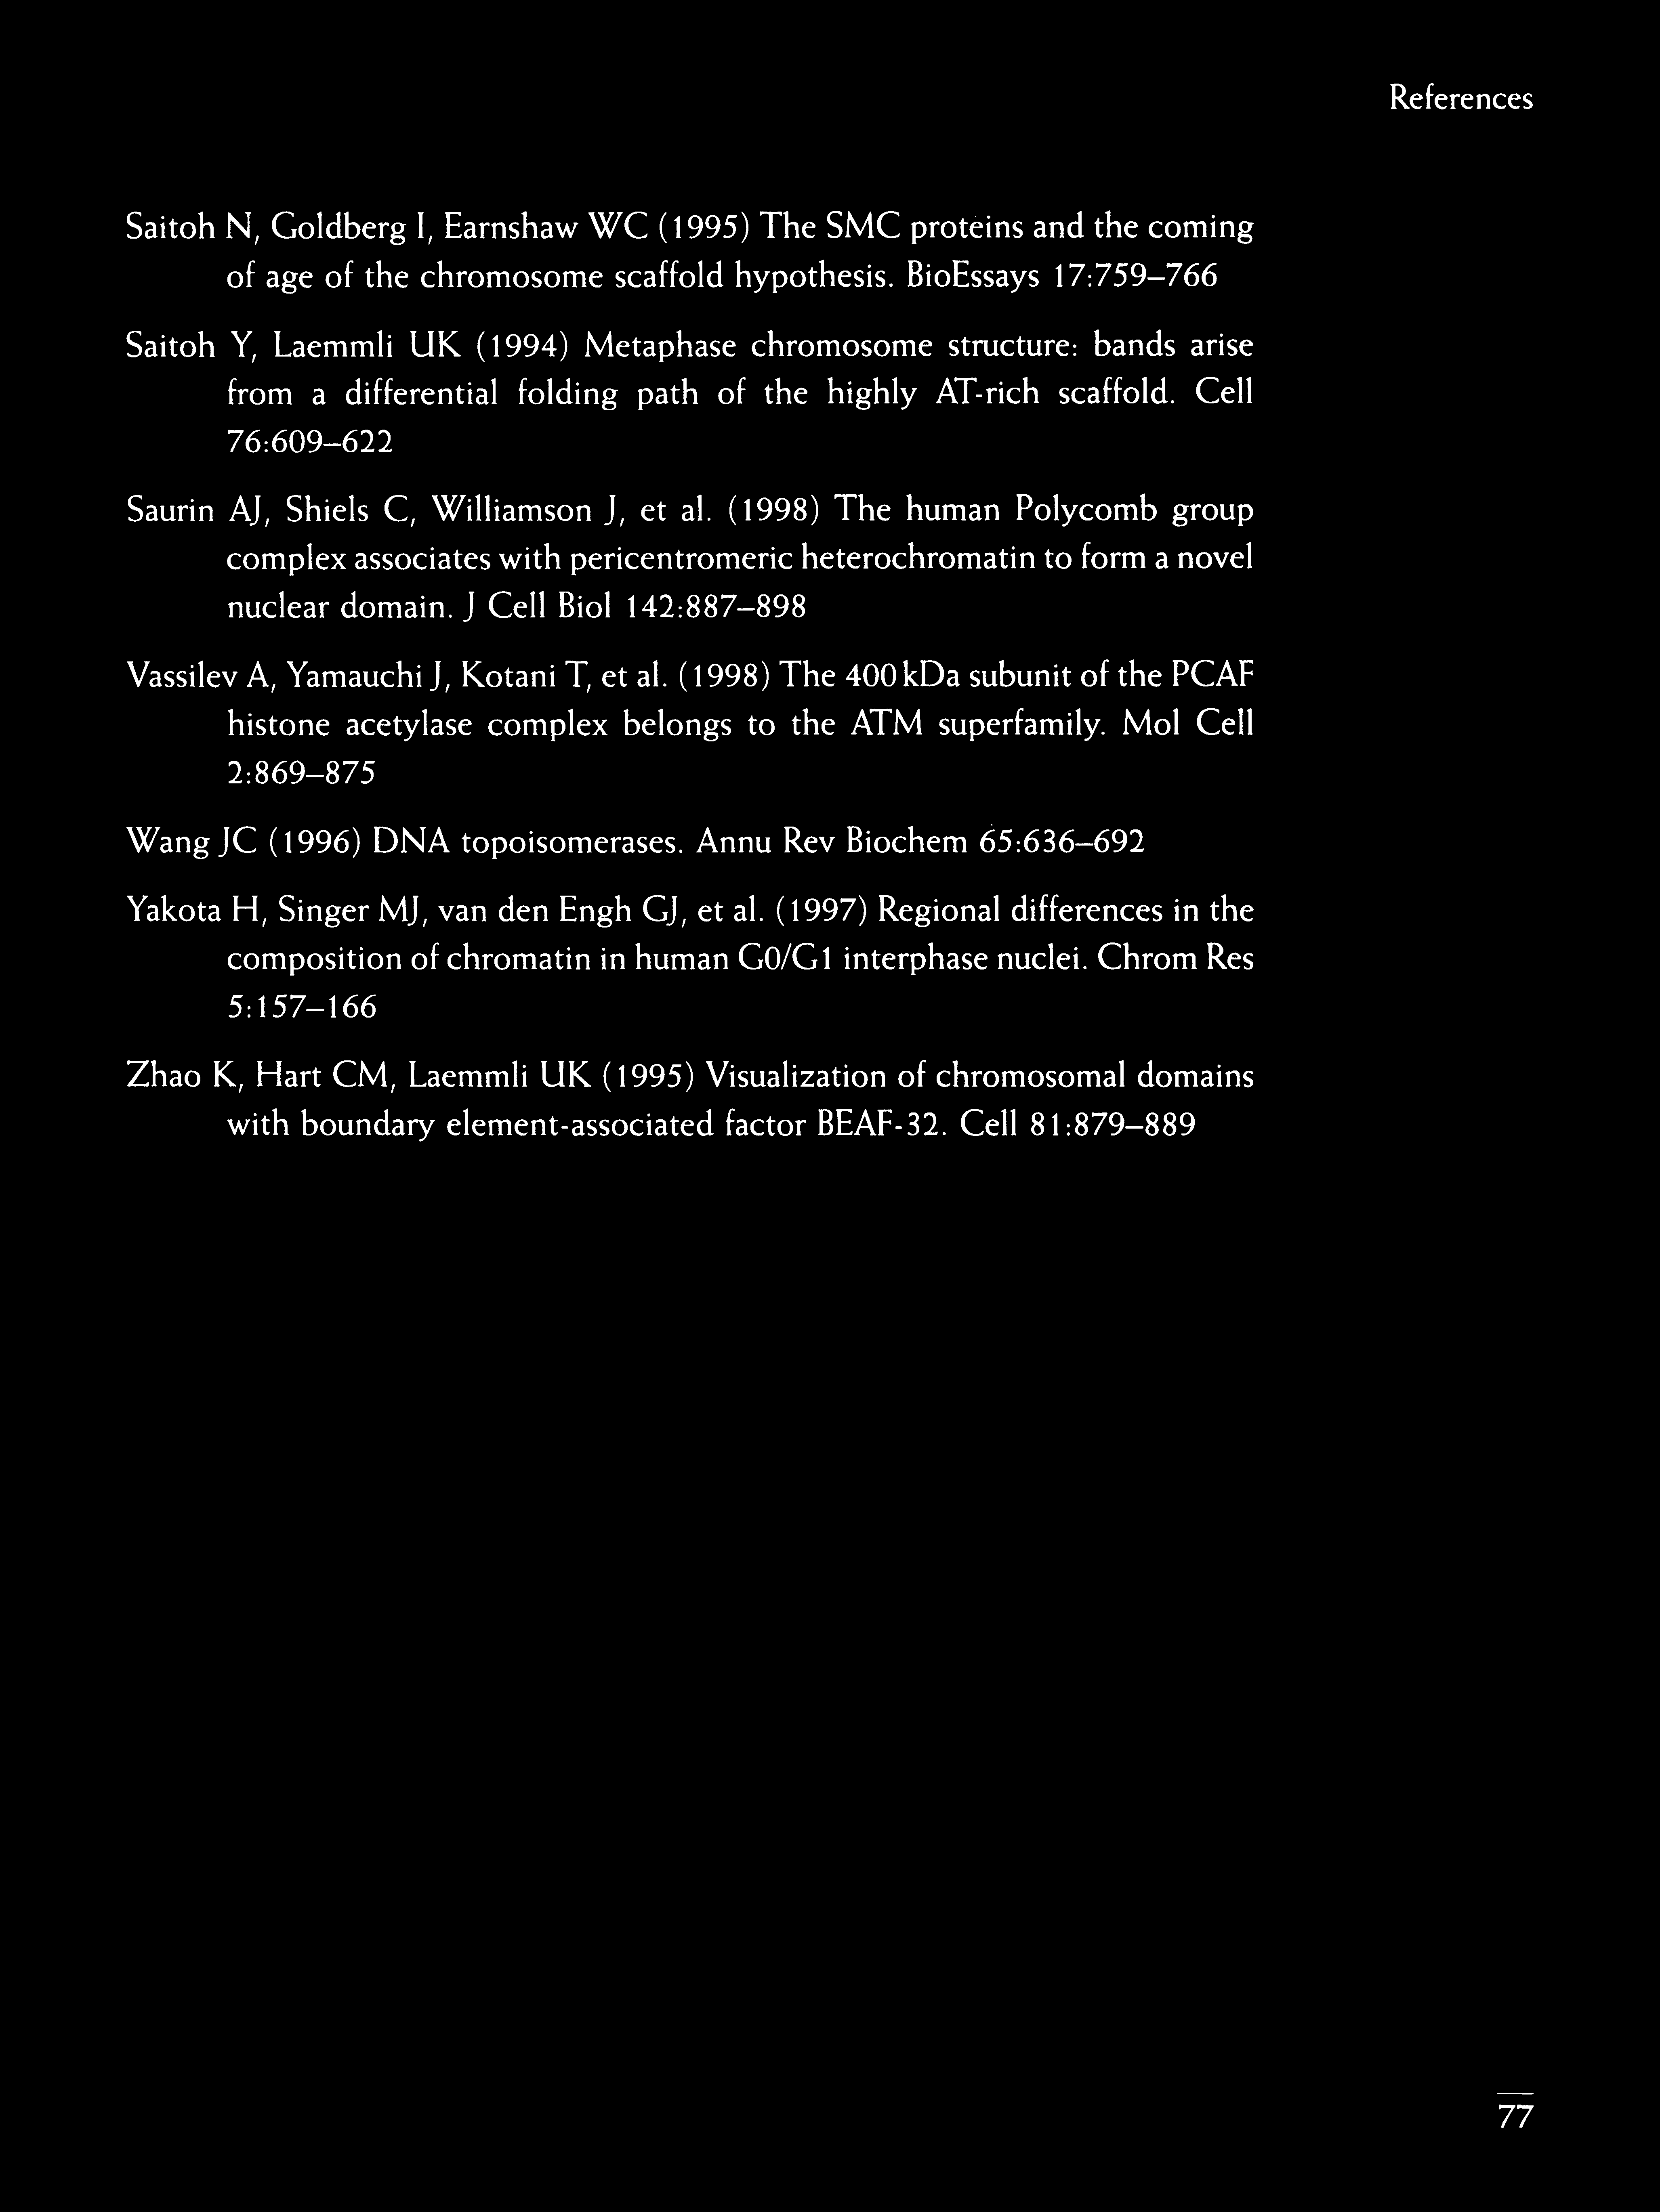 References
Saitoh N, Goldberg I, Earnshaw WC (1995) The SMC proteins and the coming
of age of the chromosome scaffold hypothesis. BioEssays 17:759–766
Saitoh Y, Laemmli UK (1994) Metaphase chromosome structure: bands arise
from a differential folding path of the highly AT-rich scaffold. Cell
76:609–622
Saurin AJ, Shiels C, Williamson J, et al. (1998) The human Polycomb group
complex associates with pericentromeric heterochromatin to form a novel
nuclear domain. J Cell Biol 142:887–898
Vassilev A, Yamauchi J, Kotani T, et al. (1998) The 400 kDa subunit of the PCAF
histone acetylase complex belongs to the ATM superfamily. Mol Cell
2:869–875
Wang JC (1996) DNA topoisomerases. Annu Rev Biochem 65:636–692
Yakota H, Singer MJ, van den Engh GJ, et al. (1997) Regional differences in the
composition of chromatin in human G0/G1 interphase nuclei. Chrom Res
5:157–166
Zhao K, Hart CM, Laemmli UK (1995) Visualization of chromosomal domains
with boundary element-associated factor BEAF-32. Cell 81:879–889
77